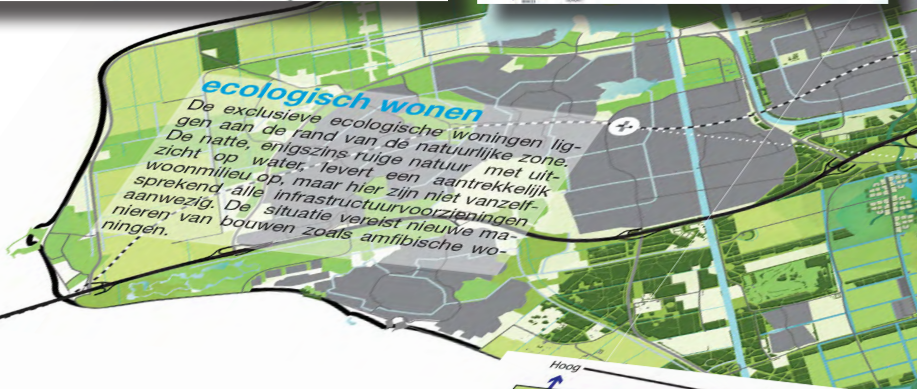 ecologisch wonen
De exclusieve ecologische woningen lig-
gen aan de rand van de natuurlijke zone.
De natte, enigszins ruige natuur met uit-
zicht op water, levert een aantrekkelijk
woonmilieu op, maar hier zijn niet vanzelf-
sprekend alle infrastructuurvoorzieningen
aanwezig. De situatie vereist nieuwe ma-
nieren van bouwen zoals amfibische wo-
ningen.
Hoog